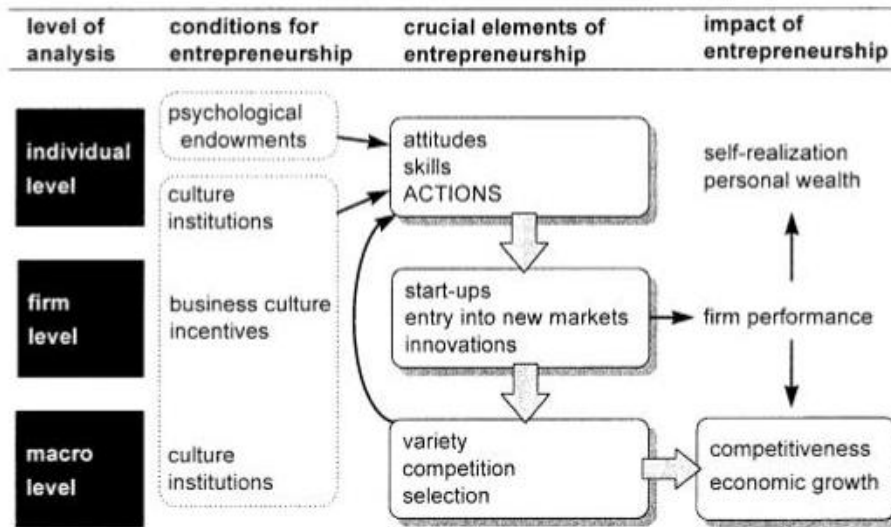 level of analysis
conditions for entrepreneurship
crucial elements of entrepreneurship
impact of entrepreneurship
individual level
psychological endowments
culture
institutions
attitudes
skills
ACTIONS
self-realization
personal wealth
firm level
business culture
incentives
start-ups
entry into new markets
innovations
firm performance
macro level
culture
institutions
variety
competition
selection
competitiveness
economic growth